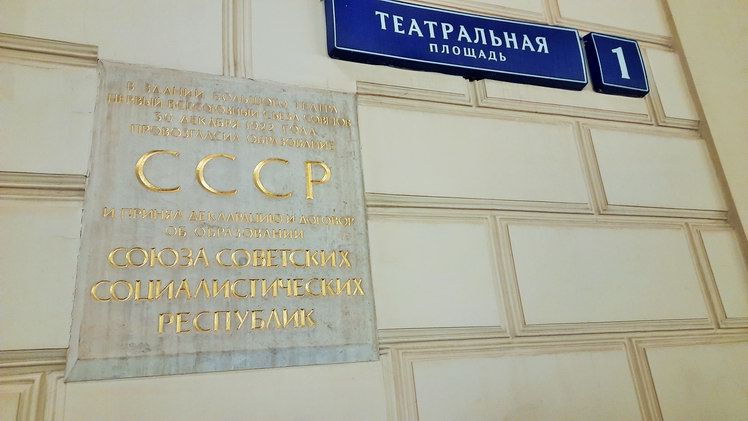 ТЕАТРАЛЬНАЯ
ПЛОЩАДЬ
1
В ЗДАНИИ БОЛЬШОГО ТЕАТРА
ПЕРВЫЙ ВСЕСОЮЗНЫЙ СЪЕЗД СОВЕТОВ
30 ДЕКАБРЯ 1922 ГОДА
ПРОВОЗГЛАСИЛ ОБРАЗОВАНИЕ
СССР
И ПРИНЯЛ ДЕКЛАРАЦИЮ И ДОГОВОР
ОБ ОБРАЗОВАНИИ
СОЮЗА СОВЕТСКИХ
СОЦИАЛИСТИЧЕСКИХ
РЕСПУБЛИК